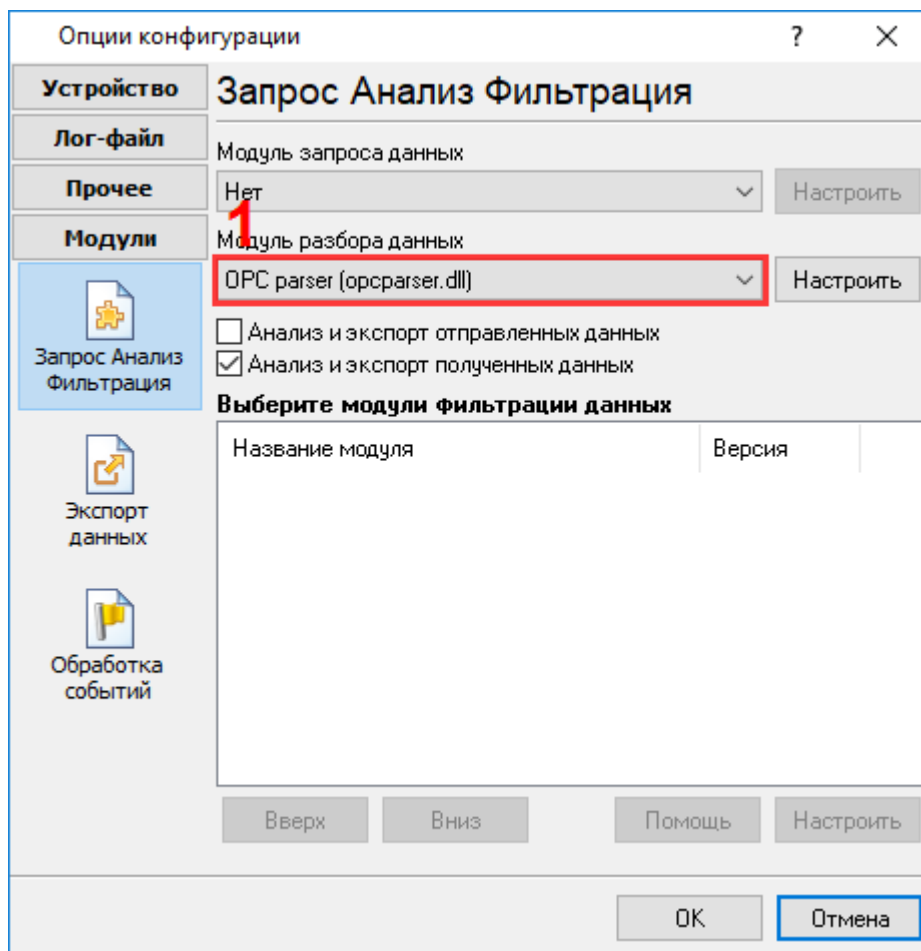 Опции конфигурации
?
Устройство
Лог-файл
Прочее
Модули
Запрос Анализ
Фильтрация
Экспорт
данных
Обработка
событий
Запрос Анализ Фильтрация
Модуль запроса данных
Нет
Настроить
1
Модуль разбора данных
OPC parser (opcparser.dll)
Настроить
Анализ и экспорт отправленных данных
Анализ и экспорт полученных данных
Выберите модули фильтрации данных
Название модуля Версия
Вверх Вниз Помощь Настроить
OK Отмена